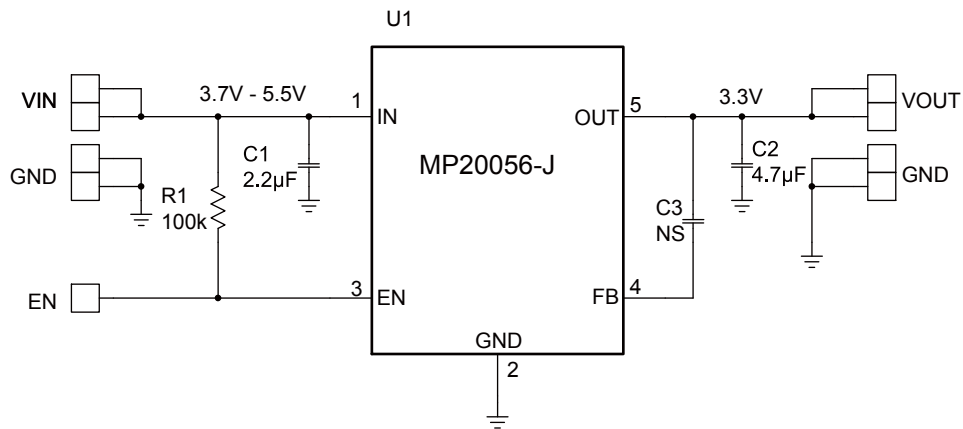 U1
VIN
3.7V - 5.5V
1
IN
OUT
5
3.3V
VOUT
GND
C1
2.2µF
MP20056-J
C2
4.7µF
GND
R1
100k
C3
NS
EN
3
EN
FB
4
GND
2